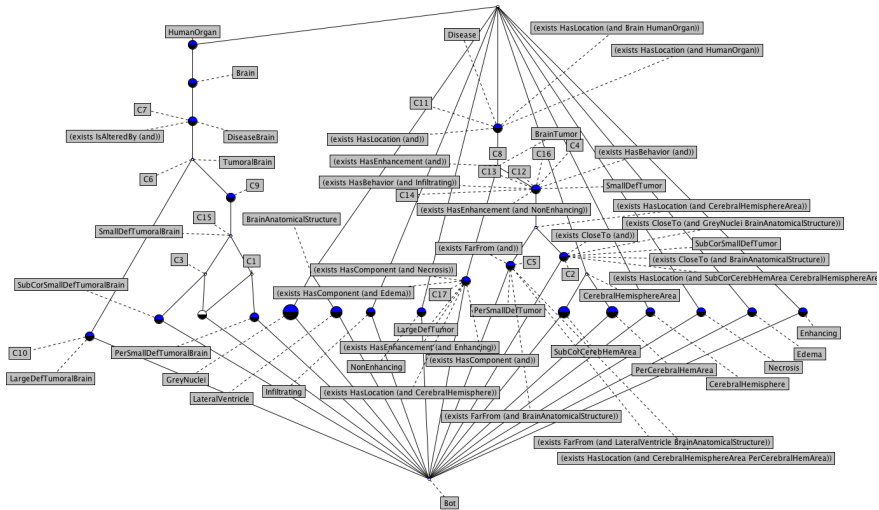 HumanOrgan
Disease
(exists HasLocation (and Brain HumanOrgan))
(exists HasLocation (and HumanOrgan))
Brain
C7
C11
(exists IsAlteredBy (and))
DiseaseBrain
(exists HasLocation (and))
BrainTumor
C4
C8
C16
(exists HasBehavior (and))
TumoralBrain
(exists HasEnhancement (and))
C13
C12
C6
(exists HasBehavior (and Infiltrating))
SmallDefTumor
C9
C14
(exists HasEnhancement (and NonEnhancing))
(exists HasLocation (and CerebralHemisphereArea))
C15
BrainAnatomicalStructure
(exists CloseTo (and GreyNuclei BrainAnatomicalStructure))
SmallDefTumoralBrain
(exists CloseTo (and))
SubCorSmallDefTumor
(exists FarFrom (and))
C3
C1
C5
(exists CloseTo (and BrainAnatomicalStructure))
(exists HasComponent (and Necrosis))
C2
(exists HasLocation (and SubCorCerebHemArea CerebralHemisphereArea
SubCorSmallDefTumoralBrain
(exists HasComponent (and Edema))
C17
CerebralHemisphereArea
PerSmallDefTumor
LargeDefTumor
Enhancing
(exists HasEnhancement (and Enhancing))
C10
PerSmallDefTumoralBrain
SubCorCerebHemArea
Edema
(exists HasComponent (and))
NonEnhancing
Necrosis
LargeDefTumoralBrain
GreyNuclei
PerCerebralHemArea
CerebralHemisphere
Infiltrating
(exists HasLocation (and CerebralHemisphere))
LateralVentricle
(exists FarFrom (and BrainAnatomicalStructure))
(exists FarFrom (and LateralVentricle BrainAnatomicalStructure))
(exists HasLocation (and CerebralHemisphereArea PerCerebralHemArea))
Bot